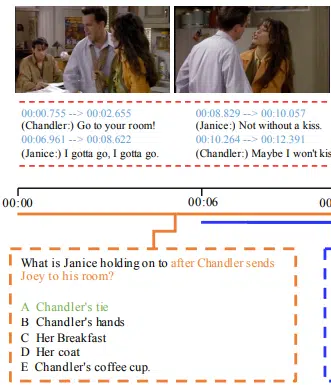 00:00.755 --> 00:02.655
(Chandler:) Go to your room!
00:06.961 --> 00:08.622
(Janice:) I gotta go, I gotta go.
00:08.829 --> 00:10.057
(Janice:) Not without a kiss.
00:10.264 --> 00:12.391
(Chandler:) Maybe I won't kis
00:00
00:06
00
What is Janice holding on to after Chandler sends
Joey to his room?
A Chandler's tie
B Chandler's hands
C Her Breakfast
D Her coat
E Chandler's coffee cup.